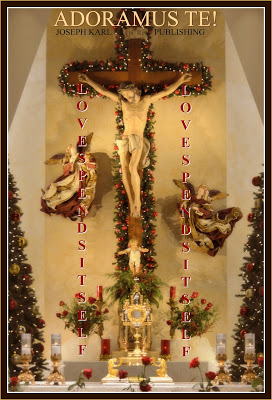 ADORAMUS TE!
JOSEPH KARL PUBLISHING
LOVESPENDSITSELF
LOVESPENDSITSELF